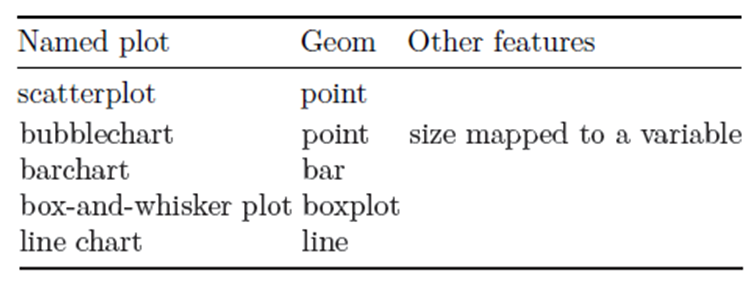 Named plot Geom Other features
scatterplot point
bubblechart point size mapped to a variable
barchart bar
box-and-whisker plot boxplot
line chart line